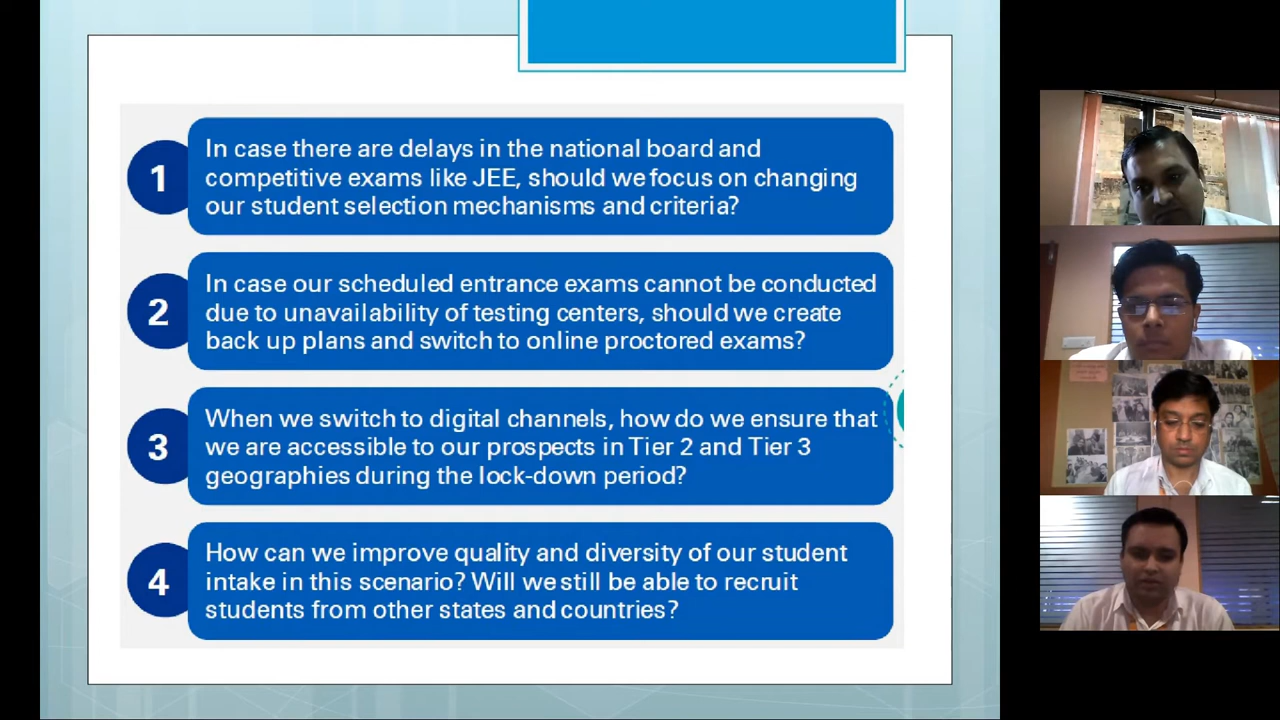 1
In case there are delays in the national board and
competitive exams like JEE, should we focus on changing
our student selection mechanisms and criteria?
2
In case our scheduled entrance exams cannot be conducted
due to unavailability of testing centers, should we create
back up plans and switch to online proctored exams?
3
When we switch to digital channels, how do we ensure that
we are accessible to our prospects in Tier 2 and Tier 3
geographies during the lock-down period?
4
How can we improve quality and diversity of our student
intake in this scenario? Will we still be able to recruit
students from other states and countries?